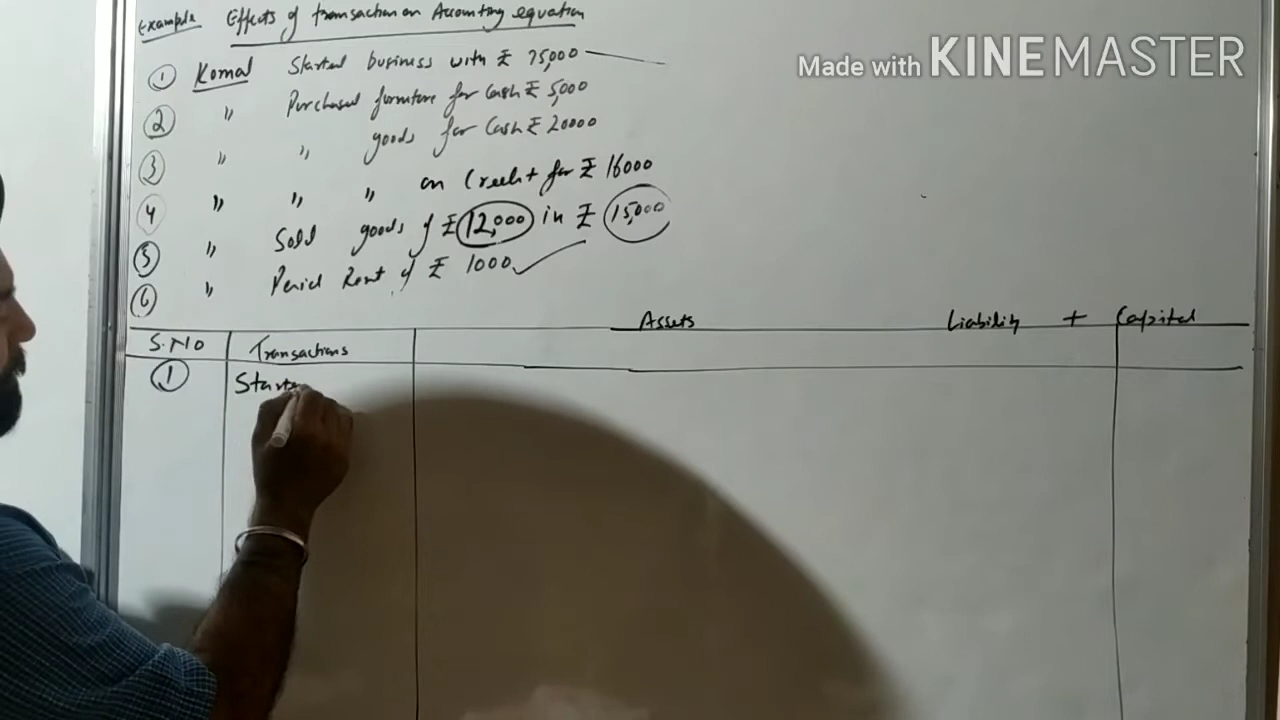 Example Effects of transaction on Accounting equation
① Komal Started business with ₹ 75,000
② " Purchased furniture for Cash ₹ 5,000
③ " " goods for Cash ₹ 20000
④ " " " on Credit for ₹ 16000
⑤ " Sold goods of ₹ 12,000 in ₹ 15,000
⑥ " Paid Rent of ₹ 1000 ✓
Assets Liability + Capital
S.No Transactions
① Starte
Made with KINEMASTER